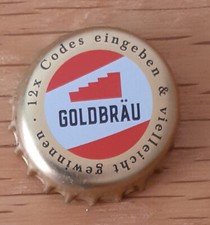 12x Codes eingeben & vielleicht gewinnen ·
GOLDBRÄU